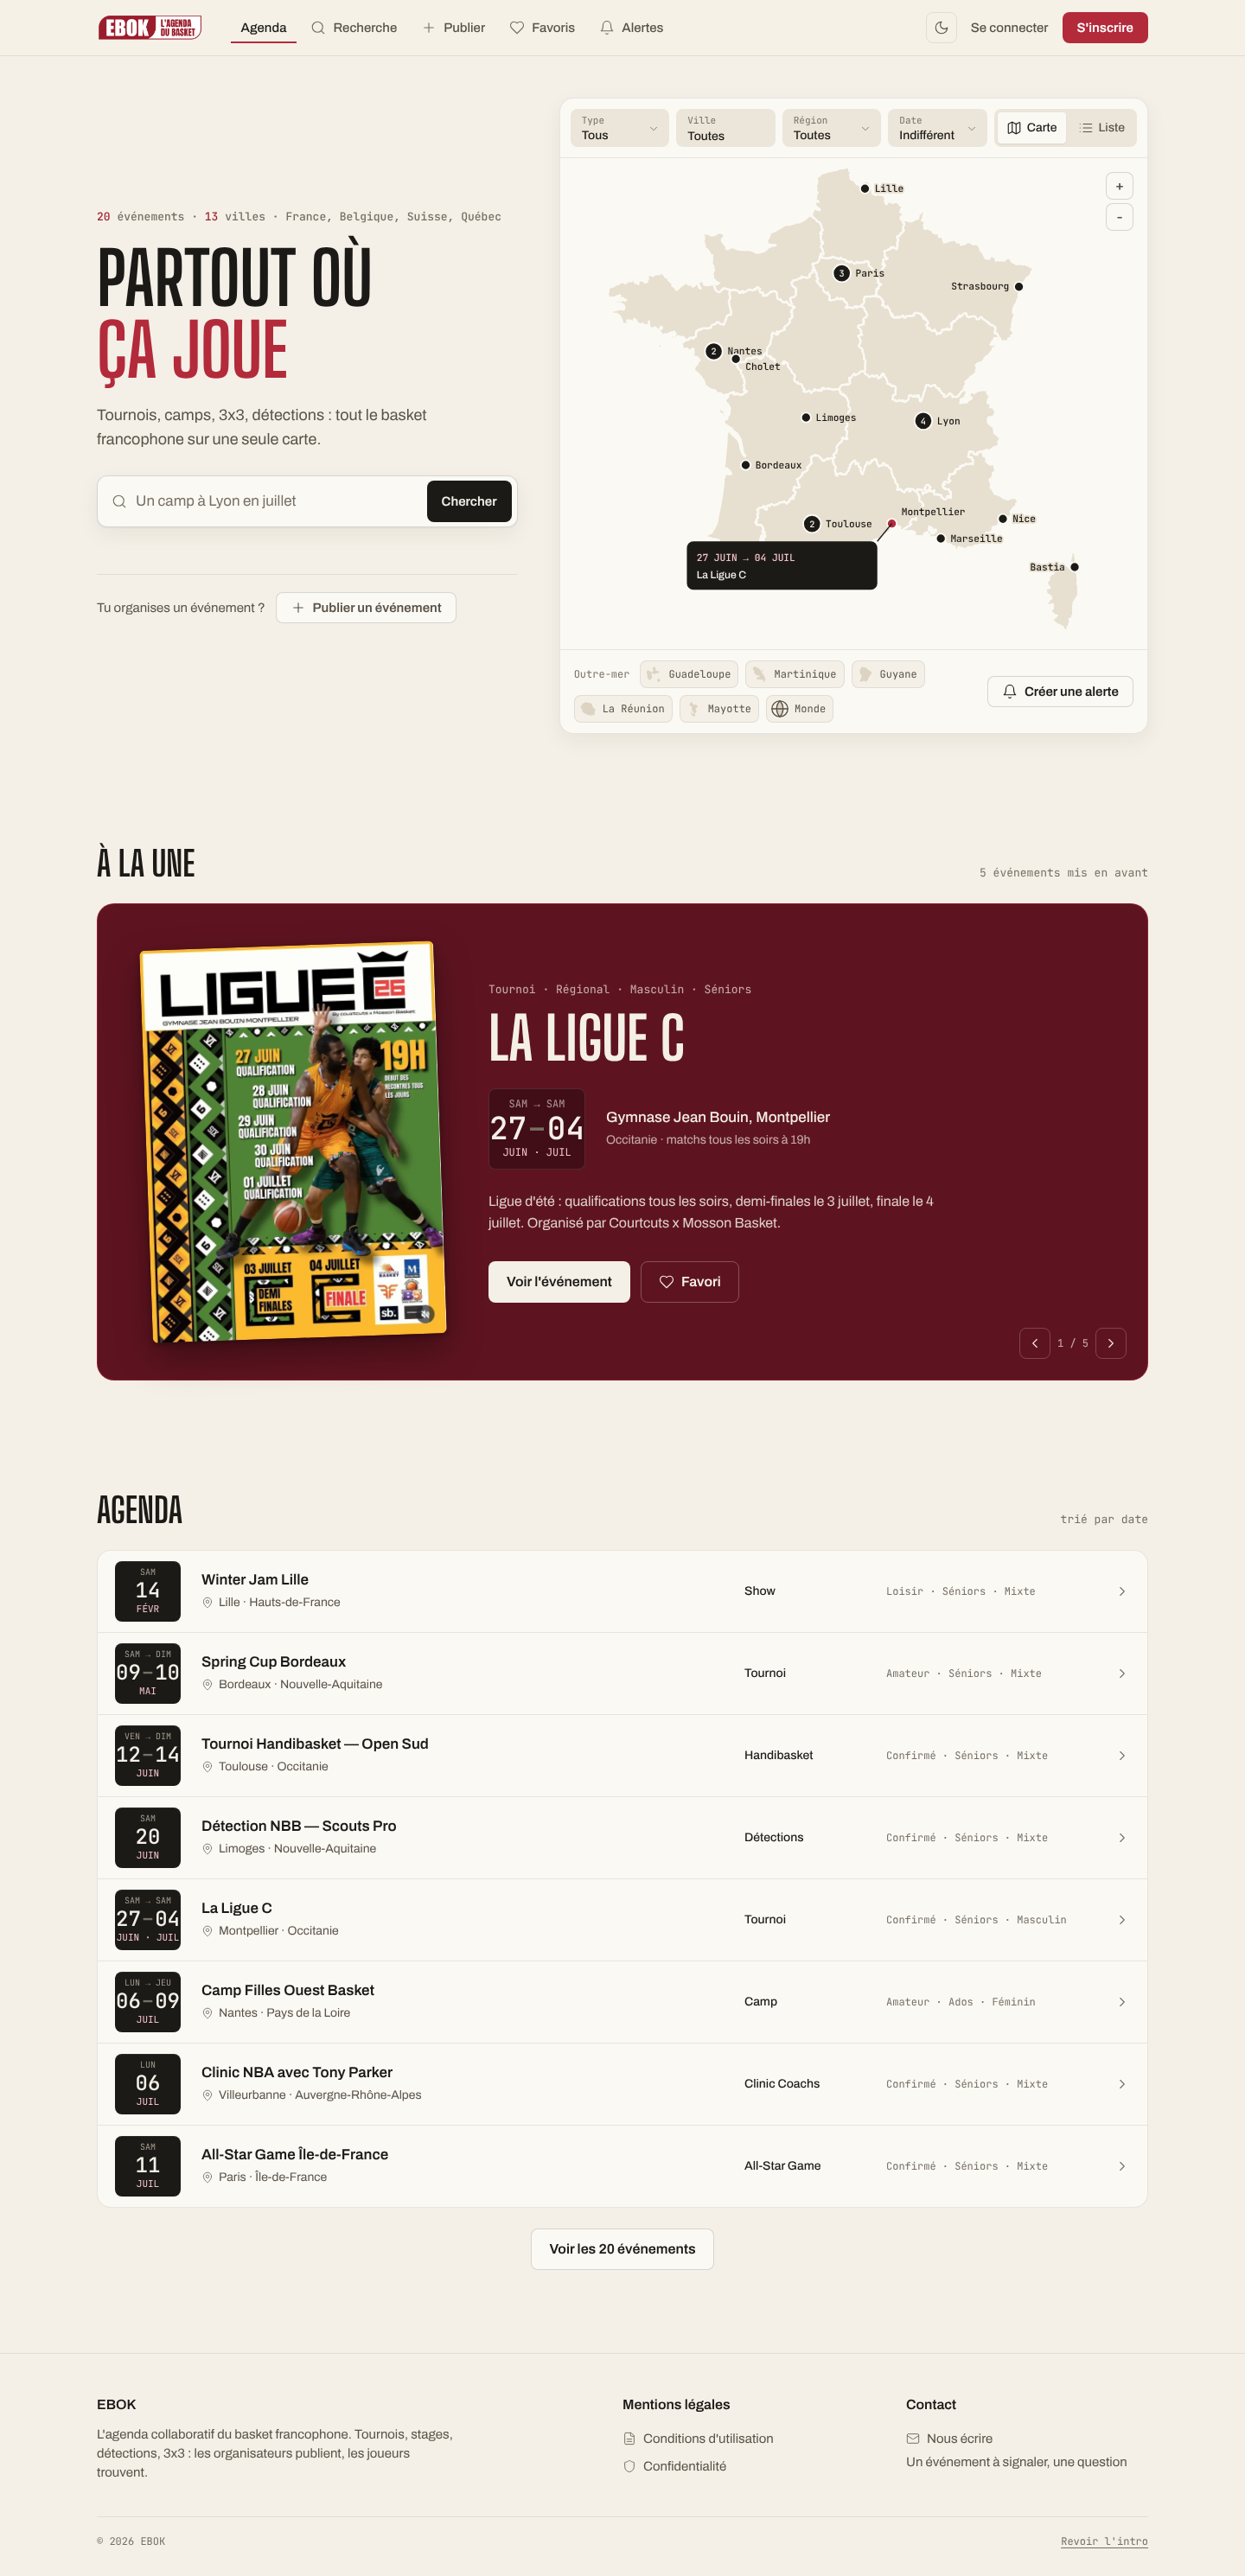 EBOK L'AGENDA DU BASKET
Agenda
Recherche
Publier
Favoris
Alertes
Se connecter
S'inscrire
20 événements · 13 villes · France, Belgique, Suisse, Québec
PARTOUT OÙ
ÇA JOUE
Tournois, camps, 3x3, détections : tout le basket
francophone sur une seule carte.
Un camp à Lyon en juillet
Chercher
Tu organises un événement ?
Publier un événement
Type
Tous
Ville
Toutes
Région
Toutes
Date
Indifférent
Carte
Liste
+
-
Lille
3 Paris
Strasbourg
2 Nantes
Cholet
Limoges
4 Lyon
Bordeaux
Montpellier
2 Toulouse
Nice
Marseille
Bastia
27 JUIN → 04 JUIL
La Ligue C
Outre-mer
Guadeloupe
Martinique
Guyane
La Réunion
Mayotte
Monde
Créer une alerte
À LA UNE
5 événements mis en avant
LIGUE C
26
GYMNASE JEAN BOUIN MONTPELLIER
by courtcuts x Mosson Basket
27 JUIN
QUALIFICATION
28 JUIN
QUALIFICATION
29 JUIN
QUALIFICATION
30 JUIN
QUALIFICATION
01 JUILLET
QUALIFICATION
19H
DEBUT DES
RENCONTRES TOUS
LES JOURS
03 JUILLET
DEMI
FINALES
04 JUILLET
FINALE
sb.
Tournoi · Régional · Masculin · Séniors
LA LIGUE C
SAM → SAM
27–04
JUIN · JUIL
Gymnase Jean Bouin, Montpellier
Occitanie · matchs tous les soirs à 19h
Ligue d'été : qualifications tous les soirs, demi-finales le 3 juillet, finale le 4
juillet. Organisé par Courtcuts x Mosson Basket.
Voir l'événement
Favori
1 / 5
AGENDA
trié par date
SAM
14
FÉVR
Winter Jam Lille
Lille · Hauts-de-France
Show
Loisir · Séniors · Mixte
SAM → DIM
09–10
MAI
Spring Cup Bordeaux
Bordeaux · Nouvelle-Aquitaine
Tournoi
Amateur · Séniors · Mixte
VEN → DIM
12–14
JUIN
Tournoi Handibasket — Open Sud
Toulouse · Occitanie
Handibasket
Confirmé · Séniors · Mixte
SAM
20
JUIN
Détection NBB — Scouts Pro
Limoges · Nouvelle-Aquitaine
Détections
Confirmé · Séniors · Mixte
SAM → SAM
27–04
JUIN · JUIL
La Ligue C
Montpellier · Occitanie
Tournoi
Confirmé · Séniors · Masculin
LUN → JEU
06–09
JUIL
Camp Filles Ouest Basket
Nantes · Pays de la Loire
Camp
Amateur · Ados · Féminin
LUN
06
JUIL
Clinic NBA avec Tony Parker
Villeurbanne · Auvergne-Rhône-Alpes
Clinic Coachs
Confirmé · Séniors · Mixte
SAM
11
JUIL
All-Star Game Île-de-France
Paris · Île-de-France
All-Star Game
Confirmé · Séniors · Mixte
Voir les 20 événements
EBOK
L'agenda collaboratif du basket francophone. Tournois, stages,
détections, 3x3 : les organisateurs publient, les joueurs
trouvent.
Mentions légales
Conditions d'utilisation
Confidentialité
Contact
Nous écrire
Un événement à signaler, une question
© 2026 EBOK
Revoir l'intro